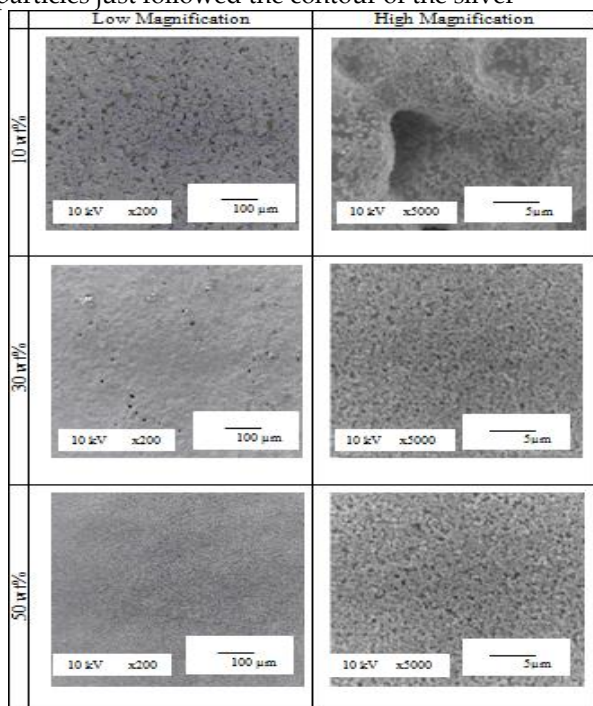 particles just followed the contour of the silver
Low Magnification High Magnification
10 wt%
10 kV x200 100 µm
10 kV x5000 5µm
30 wt%
10 kV x200 100 µm
10 kV x5000 5µm
50 wt%
10 kV x200 100 µm
10 kV x5000 5µm